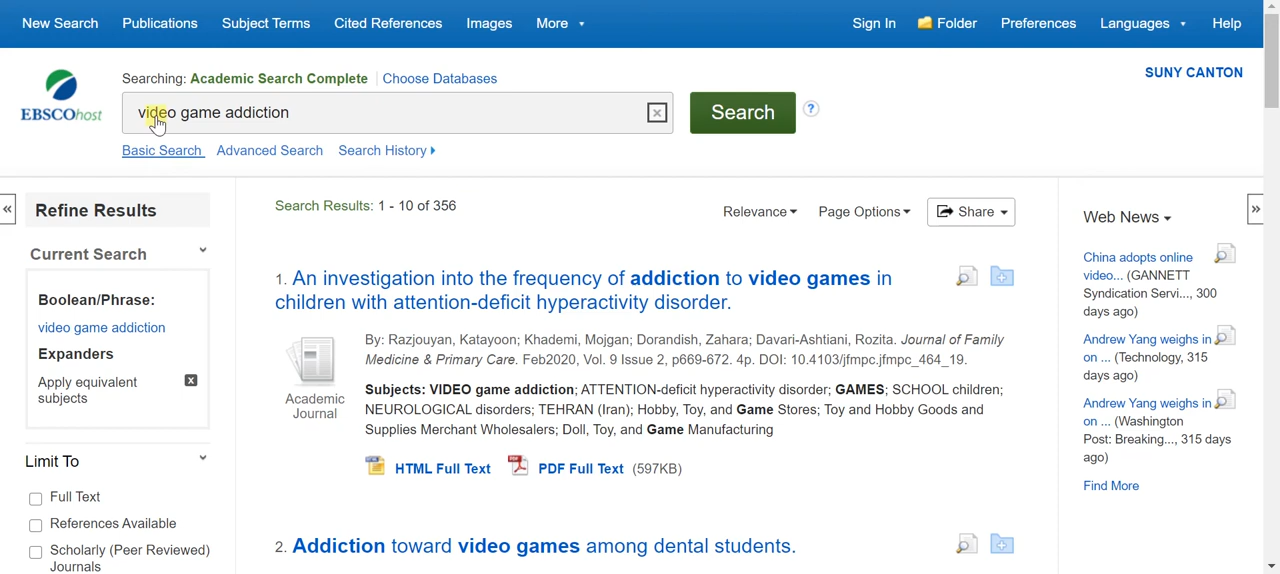 New Search Publications Subject Terms Cited References Images More Sign In Folder Preferences Languages Help
Searching: Academic Search Complete Choose Databases
SUNY CANTON
EBSCOhost
video game addiction
Search
?
Basic Search Advanced Search Search History
Refine Results
Current Search
Boolean/Phrase:
video game addiction
Expanders
Apply equivalent
subjects
Limit To
Full Text
References Available
Scholarly (Peer Reviewed)
Journals
Search Results: 1 - 10 of 356
Relevance Page Options Share
1. An investigation into the frequency of addiction to video games in
children with attention-deficit hyperactivity disorder.
Academic
Journal
By: Razjouyan, Katayoon; Khademi, Mojgan; Dorandish, Zahara; Davari-Ashtiani, Rozita. Journal of Family
Medicine & Primary Care. Feb2020, Vol. 9 Issue 2, p669-672. 4p. DOI: 10.4103/jfmpc.jfmpc_464_19.
Subjects: VIDEO game addiction; ATTENTION-deficit hyperactivity disorder; GAMES; SCHOOL children;
NEUROLOGICAL disorders; TEHRAN (Iran); Hobby, Toy, and Game Stores; Toy and Hobby Goods and
Supplies Merchant Wholesalers; Doll, Toy, and Game Manufacturing
HTML Full Text PDF Full Text (597KB)
2. Addiction toward video games among dental students.
Web News
China adopts online
video... (GANNETT
Syndication Servi..., 300
days ago)
Andrew Yang weighs in
on ... (Technology, 315
days ago)
Andrew Yang weighs in
on ... (Washington
Post: Breaking..., 315 days
ago)
Find More